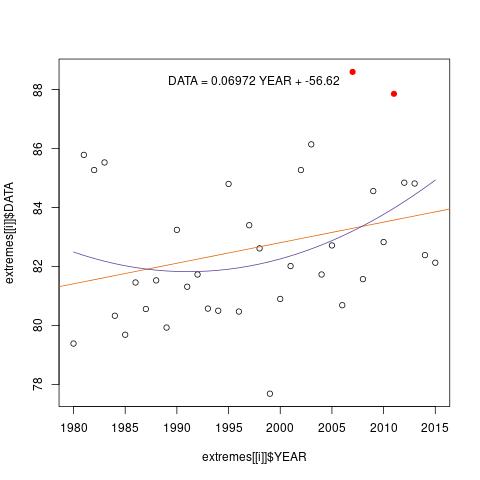 DATA = 0.06972 YEAR + -56.62
88
86
84
82
80
78
extremes[[i]]$DATA
1980 1985 1990 1995 2000 2005 2010 2015
extremes[[i]]$YEAR